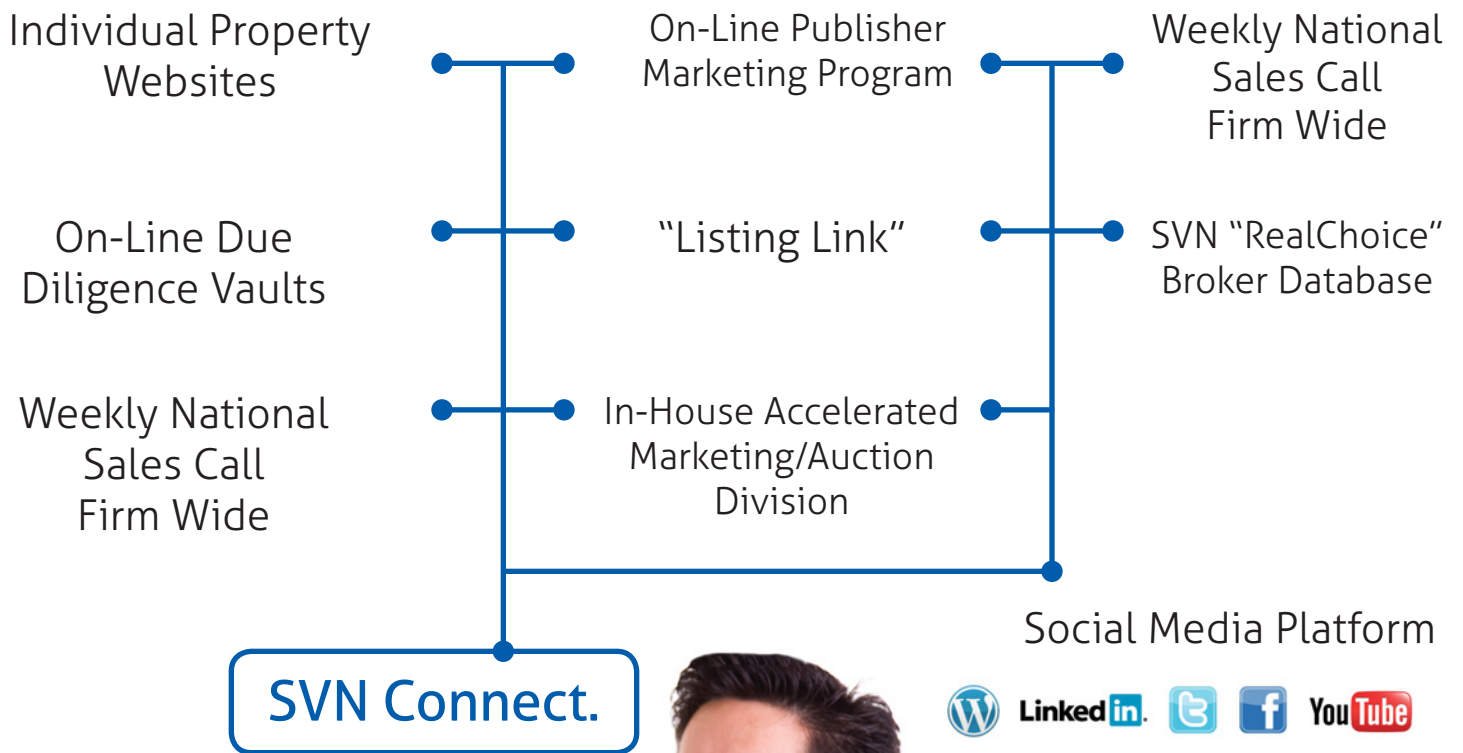 Individual Property
Websites
On-Line Publisher
Marketing Program
Weekly National
Sales Call
Firm Wide
On-Line Due
Diligence Vaults
“Listing Link”
SVN “RealChoice”
Broker Database
Weekly National
Sales Call
Firm Wide
In-House Accelerated
Marketing/Auction
Division
Social Media Platform
SVN Connect.
W Linked in. t f You Tube